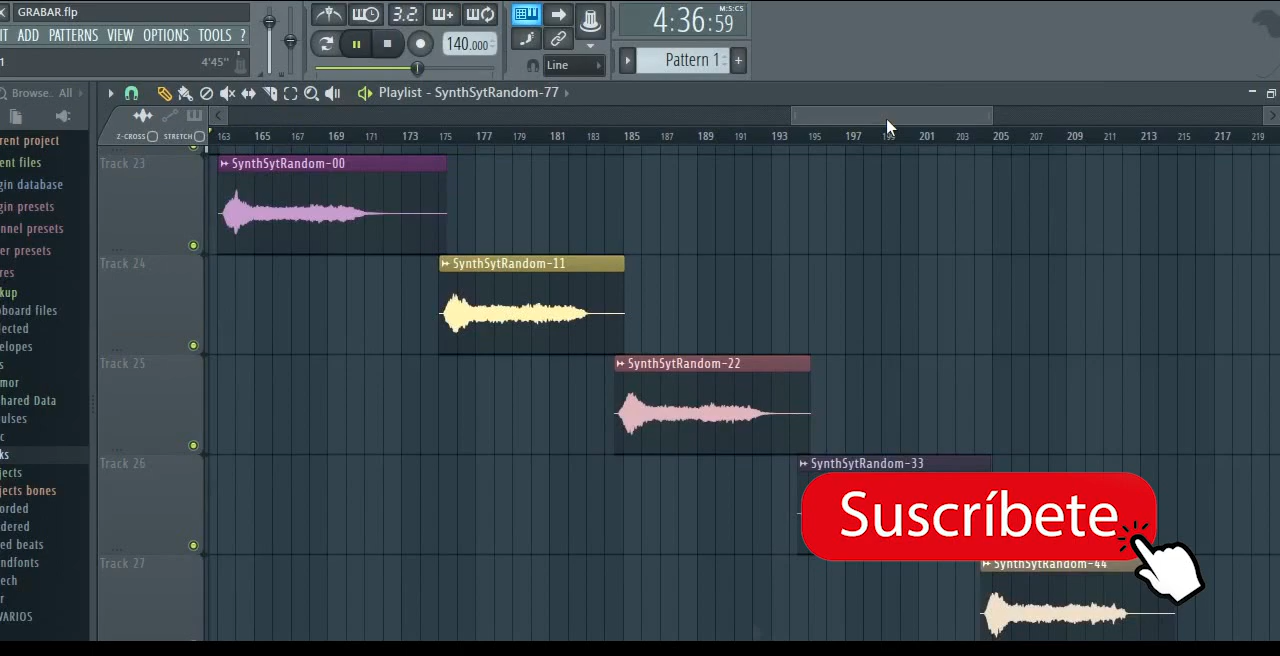 GRABAR.flp
IT ADD PATTERNS VIEW OPTIONS TOOLS ?
1 4'45"
3.2.
140.000
Line
4:36:59
M:S:CS
Pattern 1
+
Browse.. All
Playlist - SynthSytRandom-77
Z-CROSS STRETCH
163 165 167 169 171 173 175 177 179 181 183 185 187 189 191 193 195 197 199 201 203 205 207 209 211 213 215 217 219
rent project
ent files
gin database
gin presets
nnel presets
er presets
res
kup
pboard files
lected
elopes
s
mor
hared Data
ulses
c
ks
jects
jects bones
orded
dered
ed beats
ndfonts
ech
r
VARIOS
Track 23
SynthSytRandom-00
Track 24
SynthSytRandom-11
Track 25
SynthSytRandom-22
Track 26
SynthSytRandom-33
Suscríbete
Track 27
SynthSytRandom-44